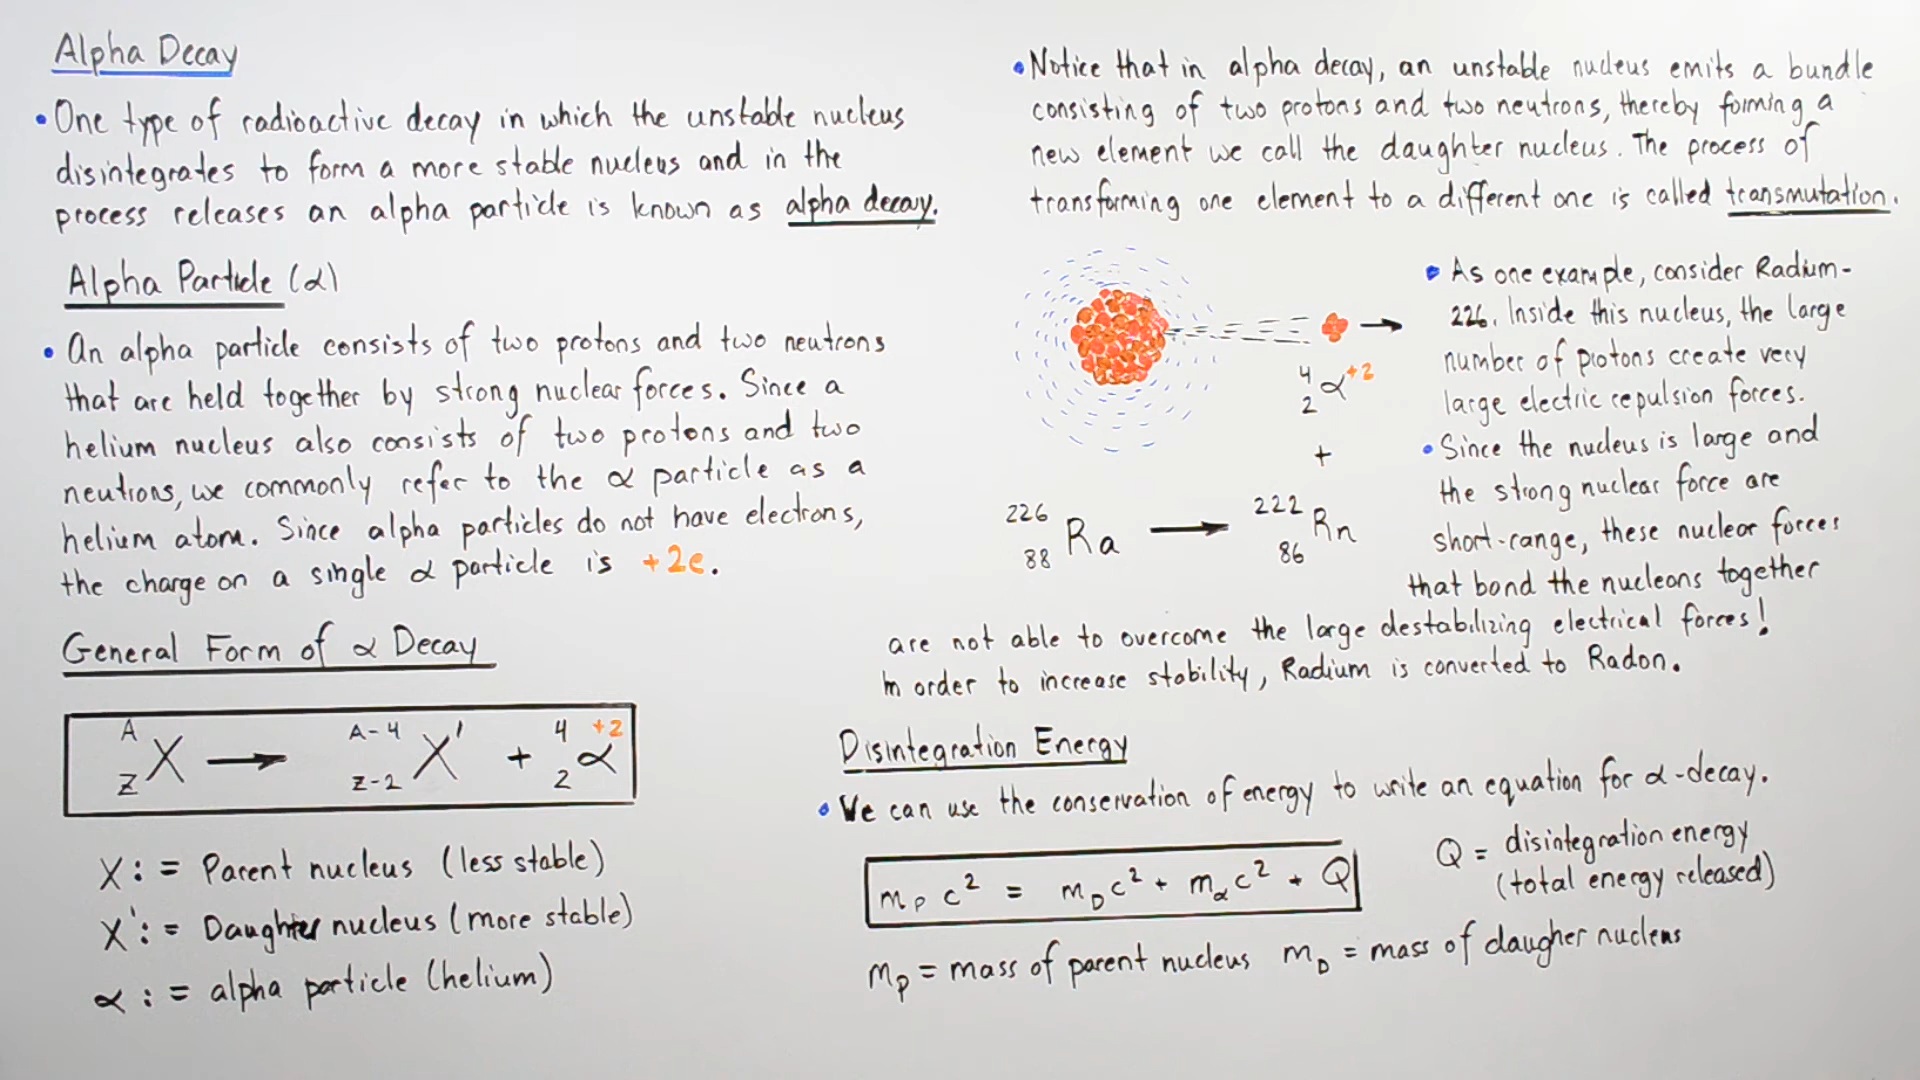 Alpha Decay
• One type of radioactive decay in which the unstable nucleus
disintegrates to form a more stable nucleus and in the
process releases an alpha particle is known as alpha decay.
Alpha Particle (α)
• An alpha particle consists of two protons and two neutrons
that are held together by strong nuclear forces. Since a
helium nucleus also consists of two protons and two
neutrons, we commonly refer to the α particle as a
helium atom. Since alpha particles do not have electrons,
the charge on a single α particle is +2e.
General Form of α Decay
A A-4 4 +2
X → X' + α
Z Z-2 2
X := Parent nucleus (less stable)
X' := Daughter nucleus (more stable)
α := alpha particle (helium)
• Notice that in alpha decay, an unstable nucleus emits a bundle
consisting of two protons and two neutrons, thereby forming a
new element we call the daughter nucleus. The process of
transforming one element to a different one is called transmutation.
4 +2
α
2
+
226 222
Ra → Rn
88 86
• As one example, consider Radium-
226. Inside this nucleus, the large
number of protons create very
large electric repulsion forces.
• Since the nucleus is large and
the strong nuclear force are
short-range, these nuclear forces
that bond the nucleons together
are not able to overcome the large destabilizing electrical forces!
In order to increase stability, Radium is converted to Radon.
Disintegration Energy
• We can use the conservation of energy to write an equation for α-decay.
mPc² = mDc² + mαc² + Q
Q = disintegration energy
(total energy released)
mP = mass of parent nucleus mD = mass of daugher nucleus